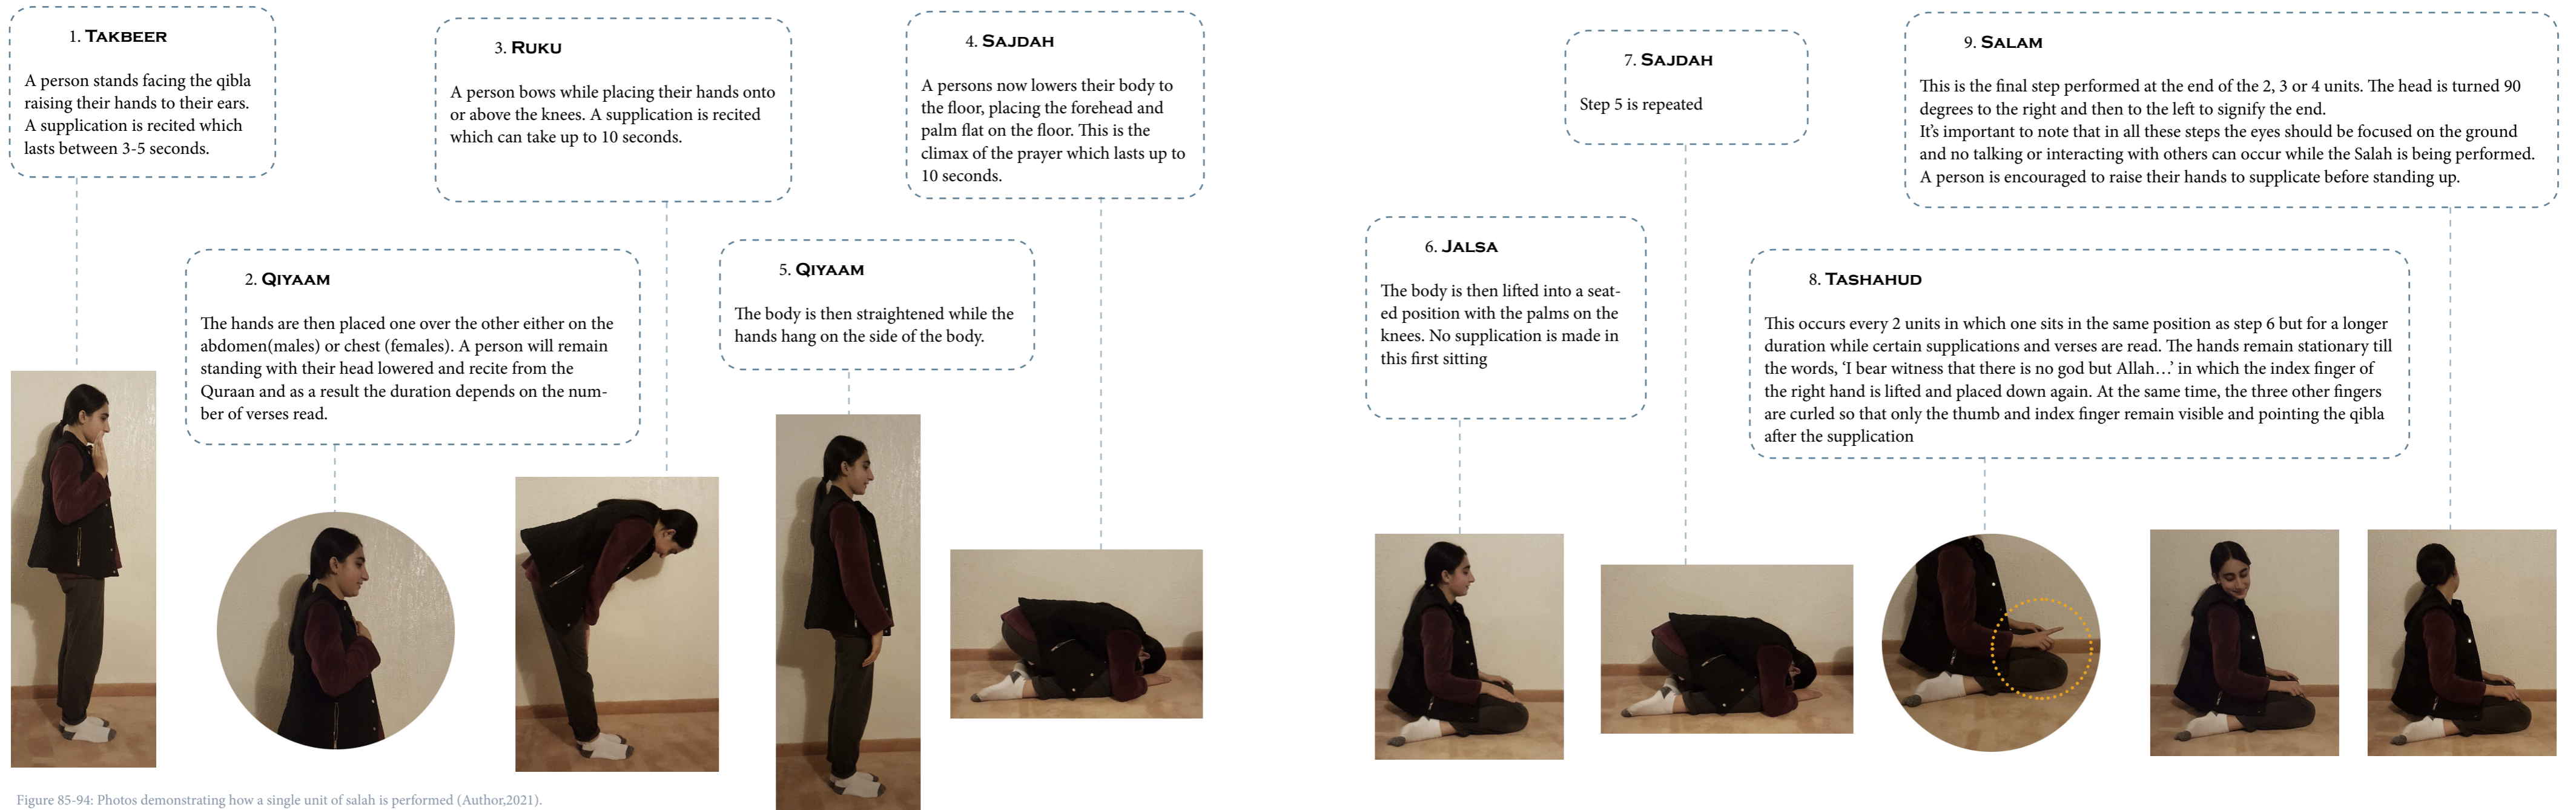 1. TAKBEER
A person stands facing the qibla
raising their hands to their ears.
A supplication is recited which
lasts between 3-5 seconds.
2. QIYAAM
The hands are then placed one over the other either on the
abdomen(males) or chest (females). A person will remain
standing with their head lowered and recite from the
Quraan and as a result the duration depends on the num-
ber of verses read.
3. RUKU
A person bows while placing their hands onto
or above the knees. A supplication is recited
which can take up to 10 seconds.
5. QIYAAM
The body is then straightened while the
hands hang on the side of the body.
4. SAJDAH
A persons now lowers their body to
the floor, placing the forehead and
palm flat on the floor. This is the
climax of the prayer which lasts up to
10 seconds.
6. JALSA
The body is then lifted into a seat-
ed position with the palms on the
knees. No supplication is made in
this first sitting
7. SAJDAH
Step 5 is repeated
8. TASHAHUD
This occurs every 2 units in which one sits in the same position as step 6 but for a longer
duration while certain supplications and verses are read. The hands remain stationary till
the words, ‘I bear witness that there is no god but Allah…’ in which the index finger of
the right hand is lifted and placed down again. At the same time, the three other fingers
are curled so that only the thumb and index finger remain visible and pointing the qibla
after the supplication
9. SALAM
This is the final step performed at the end of the 2, 3 or 4 units. The head is turned 90
degrees to the right and then to the left to signify the end.
It’s important to note that in all these steps the eyes should be focused on the ground
and no talking or interacting with others can occur while the Salah is being performed.
A person is encouraged to raise their hands to supplicate before standing up.
Figure 85-94: Photos demonstrating how a single unit of salah is performed (Author,2021).